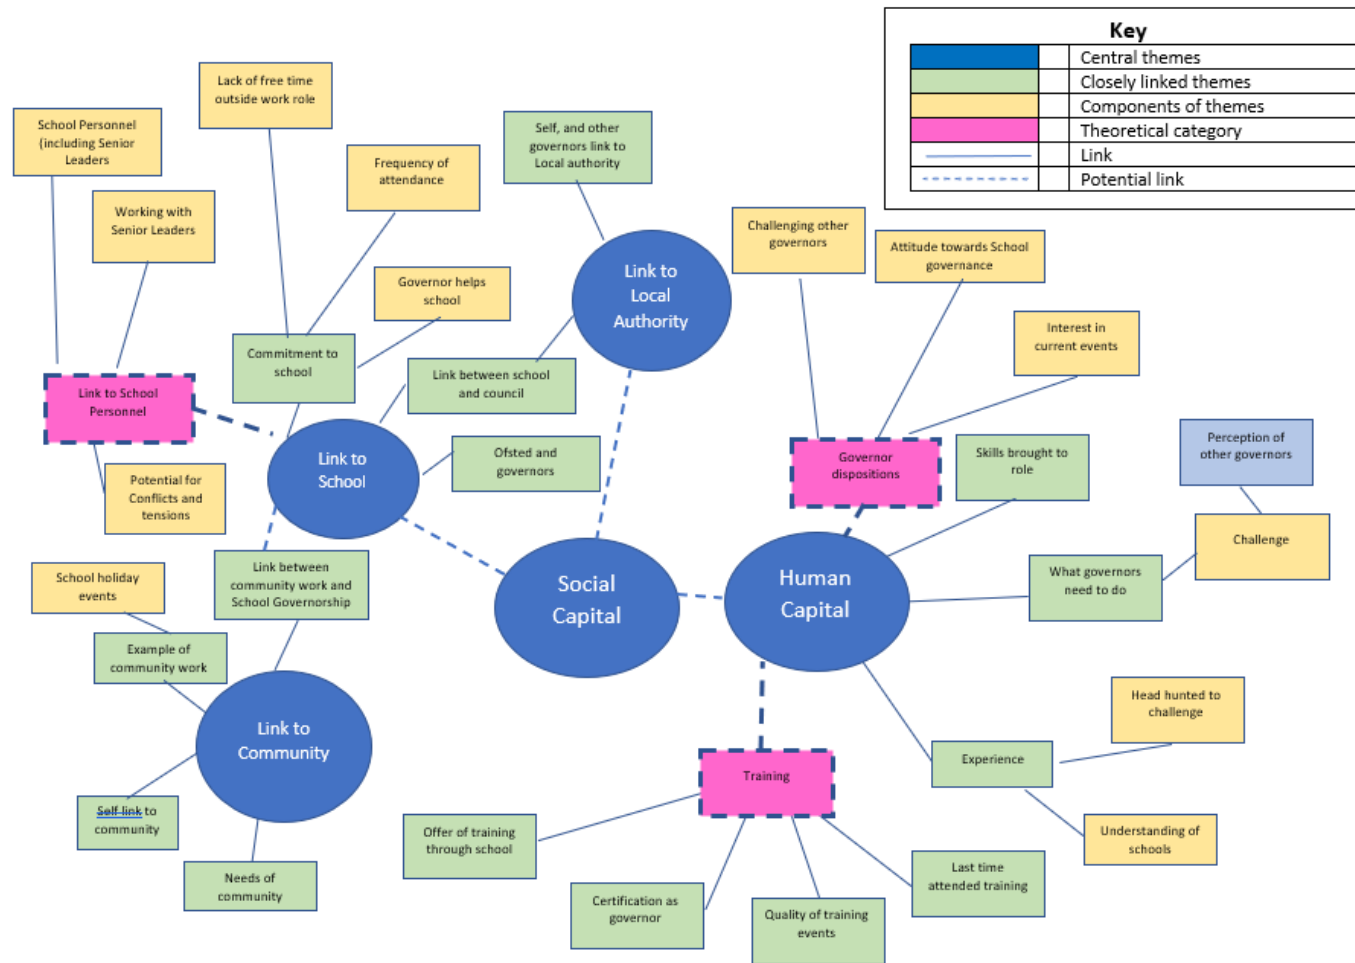 Key
Central themes
Closely linked themes
Components of themes
Theoretical category
Link
Potential link
Lack of free time
outside work role
School Personnel
(including Senior
Leaders
Self, and other
governors link to
Local authority
Frequency of
attendance
Working with
Senior Leaders
Challenging other
governors
Attitude towards School
governance
Link to
Local
Authority
Governor helps
school
Interest in
current events
Commitment to
school
Link between school
and council
Link to School
Personnel
Perception of
other governors
Ofsted and
governors
Governor
dispositions
Skills brought to
role
Link to
School
Potential for
Conflicts and
tensions
Challenge
School holiday
events
Link between
community work and
School Governorship
Social
Capital
Human
Capital
What governors
need to do
Example of
community work
Link to
Community
Head hunted to
challenge
Training
Experience
Self link to
community
Offer of training
through school
Understanding of
schools
Needs of
community
Last time
attended training
Certification as
governor
Quality of training
events